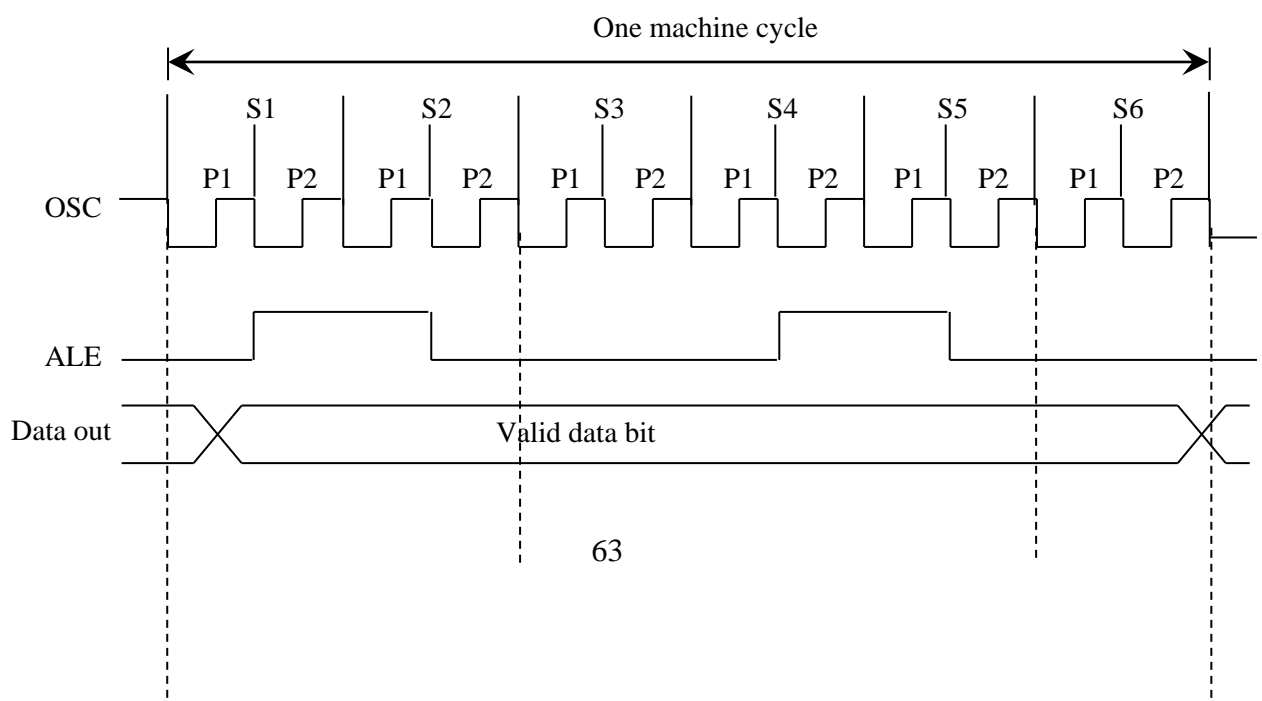 One machine cycle
S1 S2 S3 S4 S5 S6
P1 P2 P1 P2 P1 P2 P1 P2 P1 P2 P1 P2
OSC
ALE
Data out Valid data bit
63